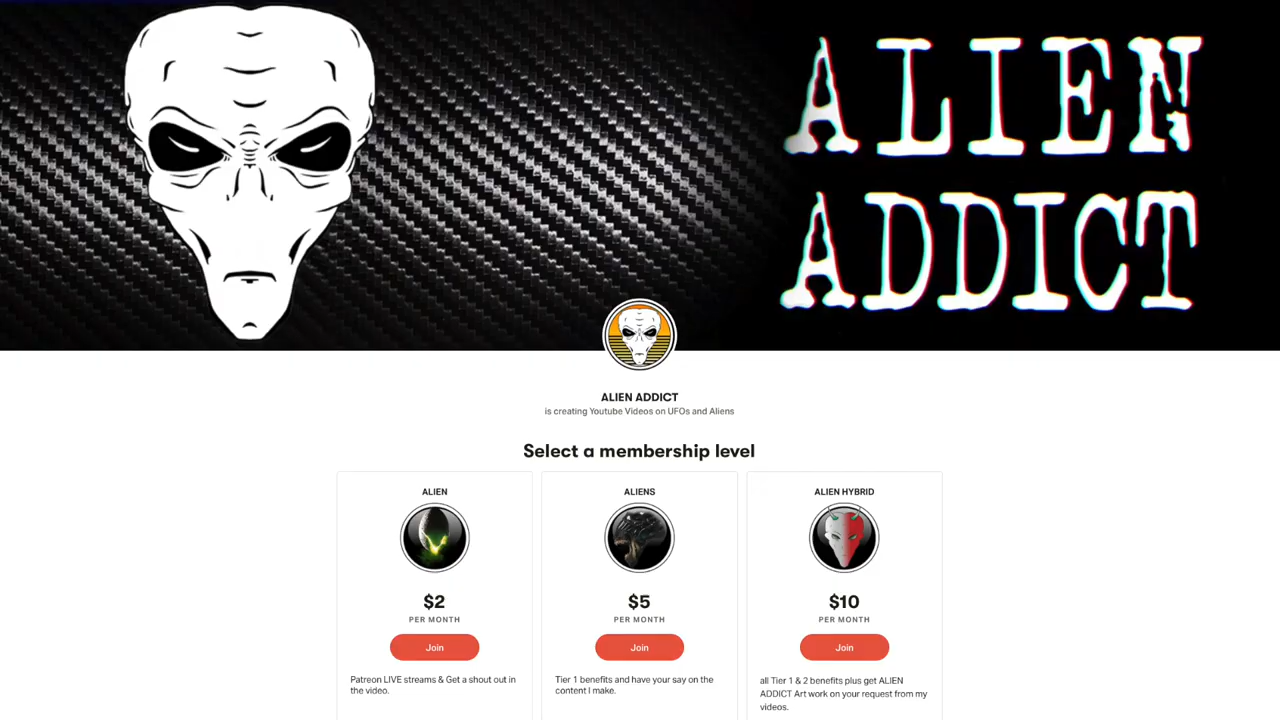 ALIEN
ADDICT
ALIEN ADDICT
is creating Youtube Videos on UFOs and Aliens
Select a membership level
ALIEN
$2
PER MONTH
Join
Patreon LIVE streams & Get a shout out in
the video.
ALIENS
$5
PER MONTH
Join
Tier 1 benefits and have your say on the
content I make.
ALIEN HYBRID
$10
PER MONTH
Join
all Tier 1 & 2 benefits plus get ALIEN
ADDICT Art work on your request from my
videos.